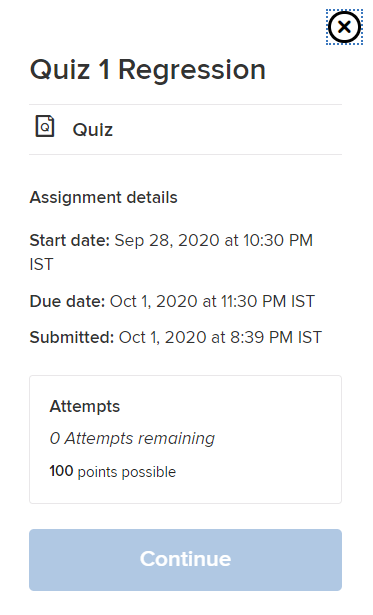 Quiz 1 Regression
Quiz
Assignment details
Start date: Sep 28, 2020 at 10:30 PM
IST
Due date: Oct 1, 2020 at 11:30 PM IST
Submitted: Oct 1, 2020 at 8:39 PM IST
Attempts
0 Attempts remaining
100 points possible
Continue